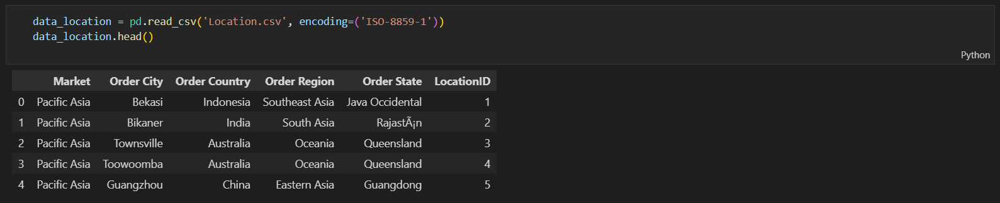 data_location = pd.read_csv('Location.csv', encoding=('ISO-8859-1'))
data_location.head()
Python
Market Order City Order Country Order Region Order State LocationID
0 Pacific Asia Bekasi Indonesia Southeast Asia Java Occidental 1
1 Pacific Asia Bikaner India South Asia RajastÃ¡n 2
2 Pacific Asia Townsville Australia Oceania Queensland 3
3 Pacific Asia Toowoomba Australia Oceania Queensland 4
4 Pacific Asia Guangzhou China Eastern Asia Guangdong 5